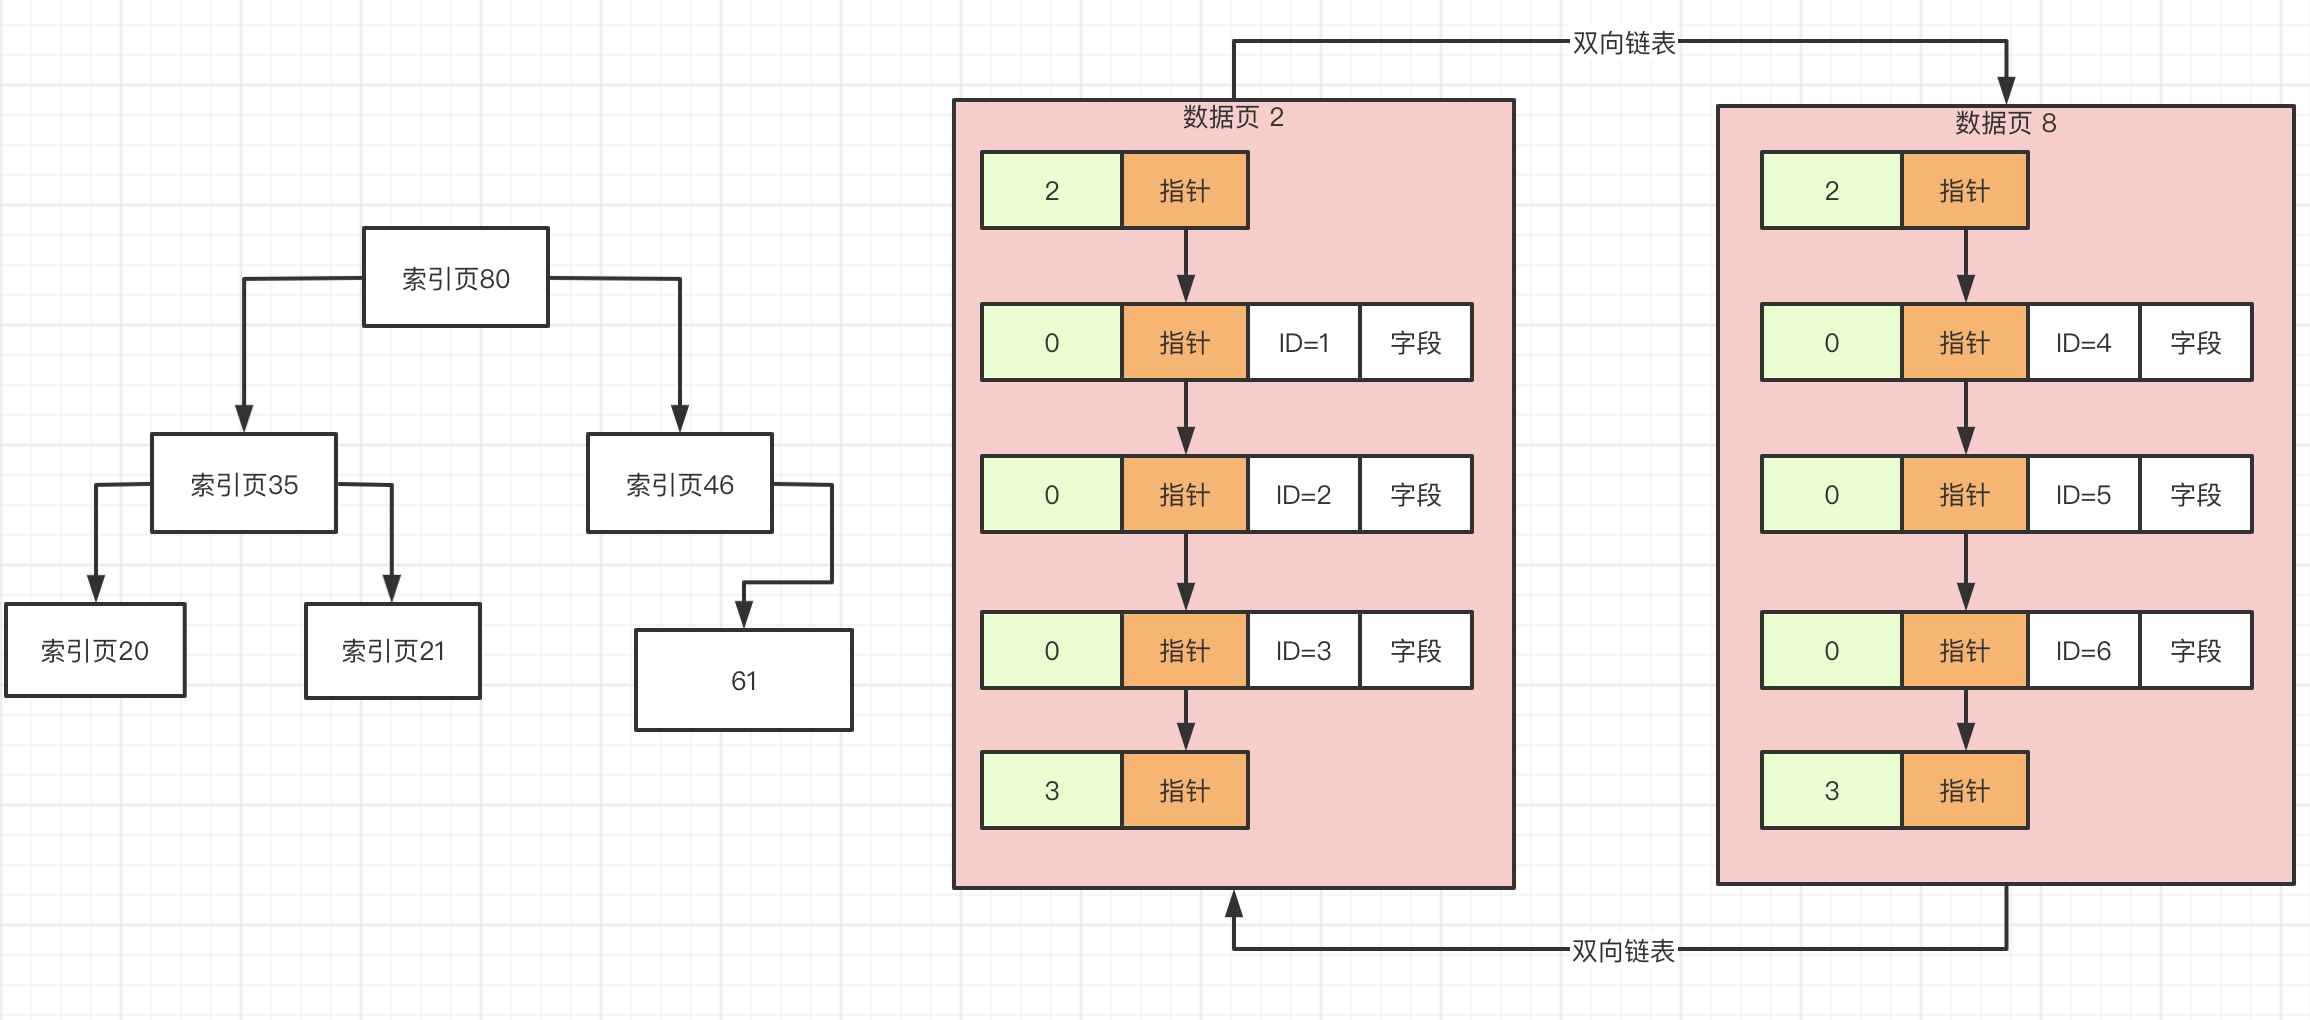 双向链表
数据页 2
数据页 8
2 指针
2 指针
索引页80
0 指针 ID=1 字段
0 指针 ID=4 字段
索引页35
索引页46
0 指针 ID=2 字段
0 指针 ID=5 字段
索引页20
索引页21
61
0 指针 ID=3 字段
0 指针 ID=6 字段
3 指针
3 指针
双向链表